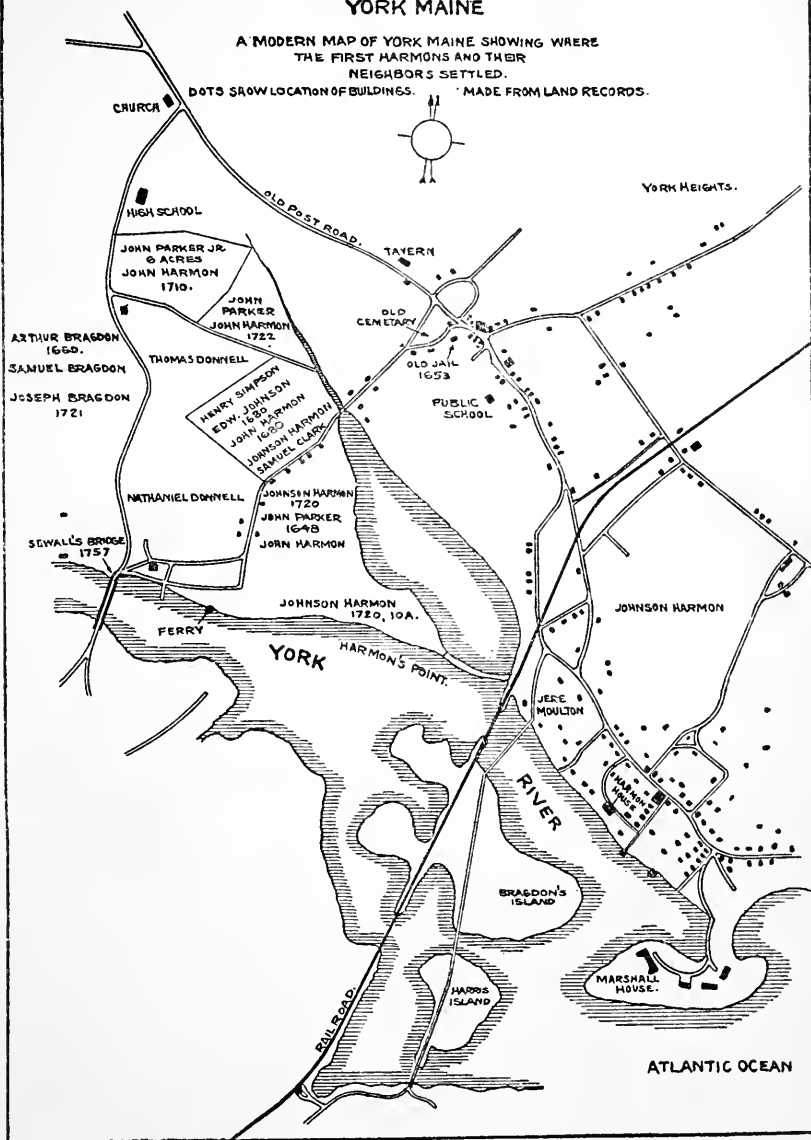 YORK MAINE
A MODERN MAP OF YORK MAINE SHOWING WHERE
THE FIRST HARMONS AND THEIR
NEIGHBORS SETTLED.
DOTS SHOW LOCATION OF BUILDINGS. MADE FROM LAND RECORDS.
CHURCH
YORK HEIGHTS.
OLD POST ROAD.
HIGH SCHOOL
TAVERN
JOHN PARKER JR
6 ACRES
JOHN HARMON
1710.
JOHN
PARKER
JOHN HARMON
1722
OLD
CEMETARY
OLD JAIL
1653
ARTHUR BRAGDON
1660.
SAMUEL BRAGDON
JOSEPH BRAGDON
1721
THOMAS DONNELL
PUBLIC
SCHOOL
HENRY SIMPSON
EDW. JOHNSON
1680
JOHN HARMON
1680
JOHNSON HARMON
SAMUEL CLARK
NATHANIEL DONNELL
JOHNSON HARMON
1720
JOHN PARKER
1648
JOHN HARMON
SEWALL'S BRIDGE
1757
FERRY
JOHNSON HARMON
1720, 10A.
HARMON'S POINT.
YORK
RIVER
JOHNSON HARMON
JERE
MOULTON
HARMON
HOUSE
BRAGDON'S
ISLAND
HARRIS
ISLAND
MARSHALL
HOUSE.
RAILROAD.
ATLANTIC OCEAN